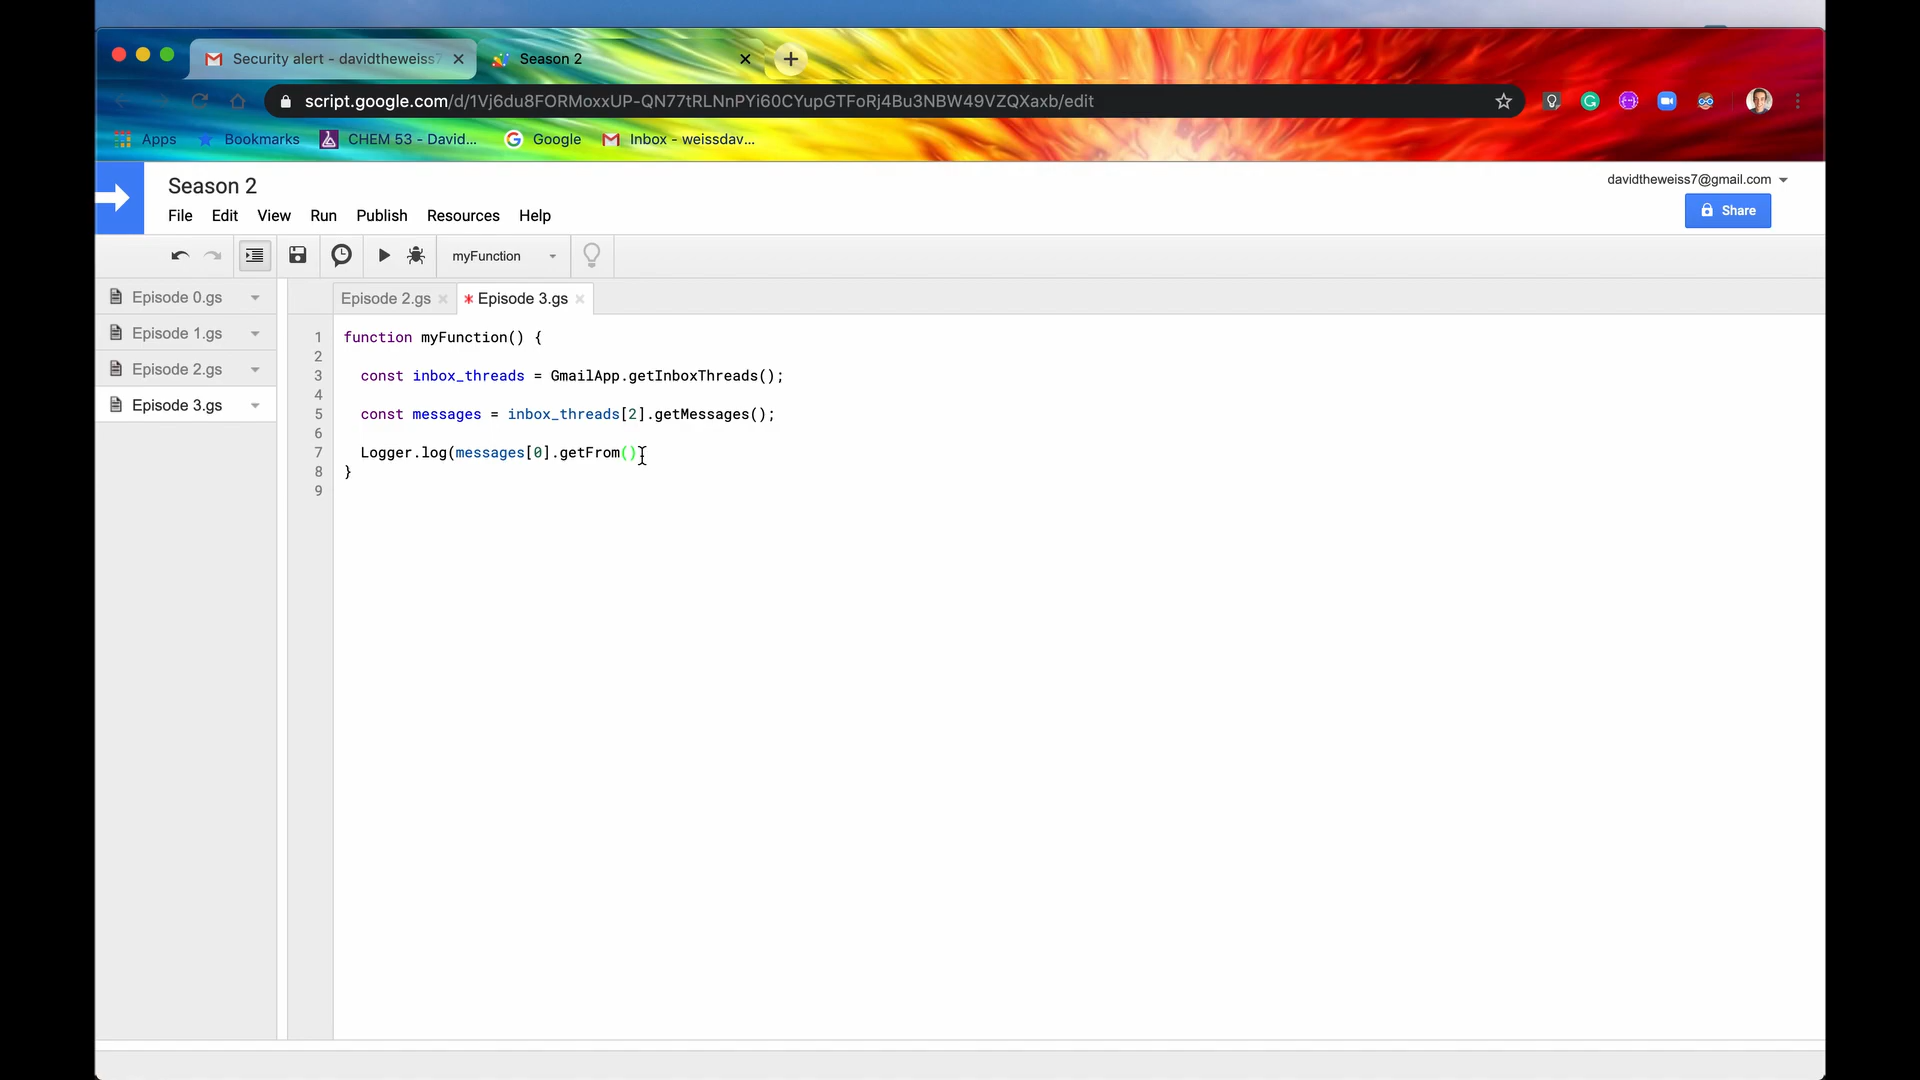 Security alert - davidtheweiss7
Season 2
script.google.com/d/1Vj6du8FORMoxxUP-QN77tRLNnPYi60CYupGTFoRj4Bu3NBW49VZQXaxb/edit
Apps
Bookmarks
CHEM 53 - David...
Google
Inbox - weissdav...
Season 2
davidtheweiss7@gmail.com
File Edit View Run Publish Resources Help
Share
myFunction
Episode 0.gs
Episode 1.gs
Episode 2.gs
Episode 3.gs
Episode 2.gs
* Episode 3.gs
1 function myFunction() {
2
3 const inbox_threads = GmailApp.getInboxThreads();
4
5 const messages = inbox_threads[2].getMessages();
6
7 Logger.log(messages[0].getFrom()
8 }
9